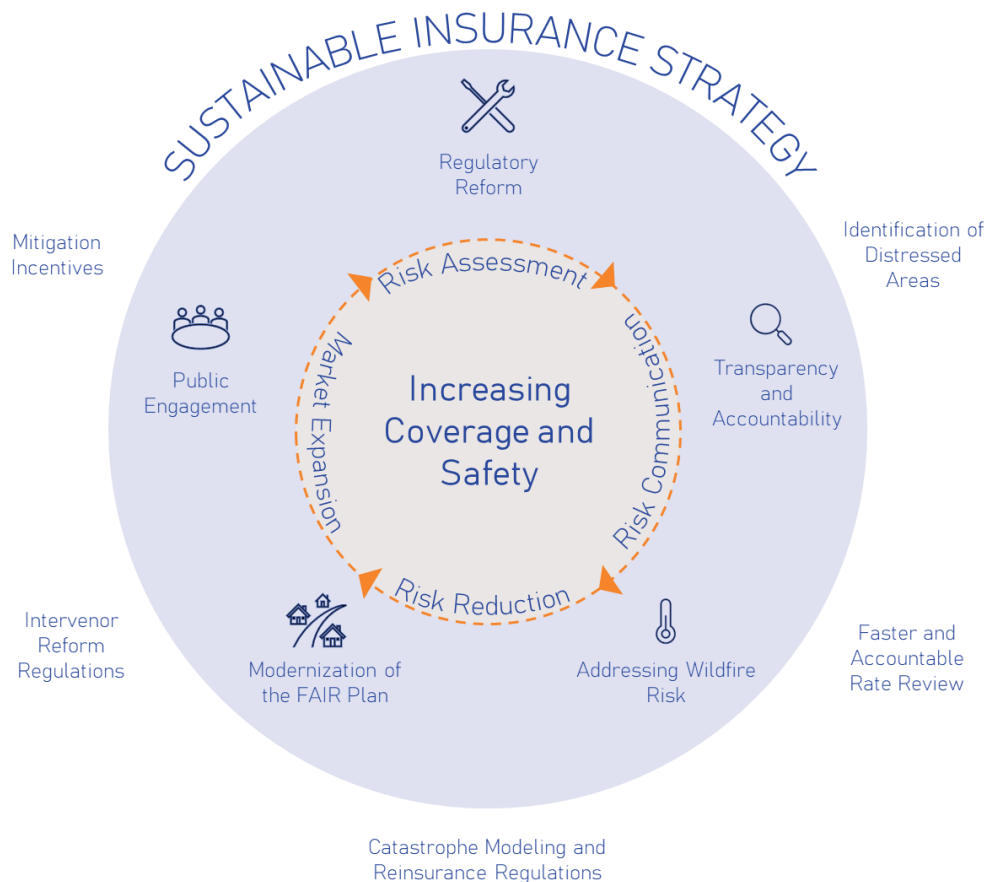 SUSTAINABLE INSURANCE STRATEGY
Regulatory
Reform
Mitigation
Incentives
Identification of
Distressed
Areas
Risk Assessment
Public
Engagement
Market Expansion
Increasing
Coverage and
Safety
Risk Communication
Transparency
and
Accountability
Risk Reduction
Intervenor
Reform
Regulations
Modernization of
the FAIR Plan
Addressing Wildfire
Risk
Faster and
Accountable
Rate Review
Catastrophe Modeling and
Reinsurance Regulations